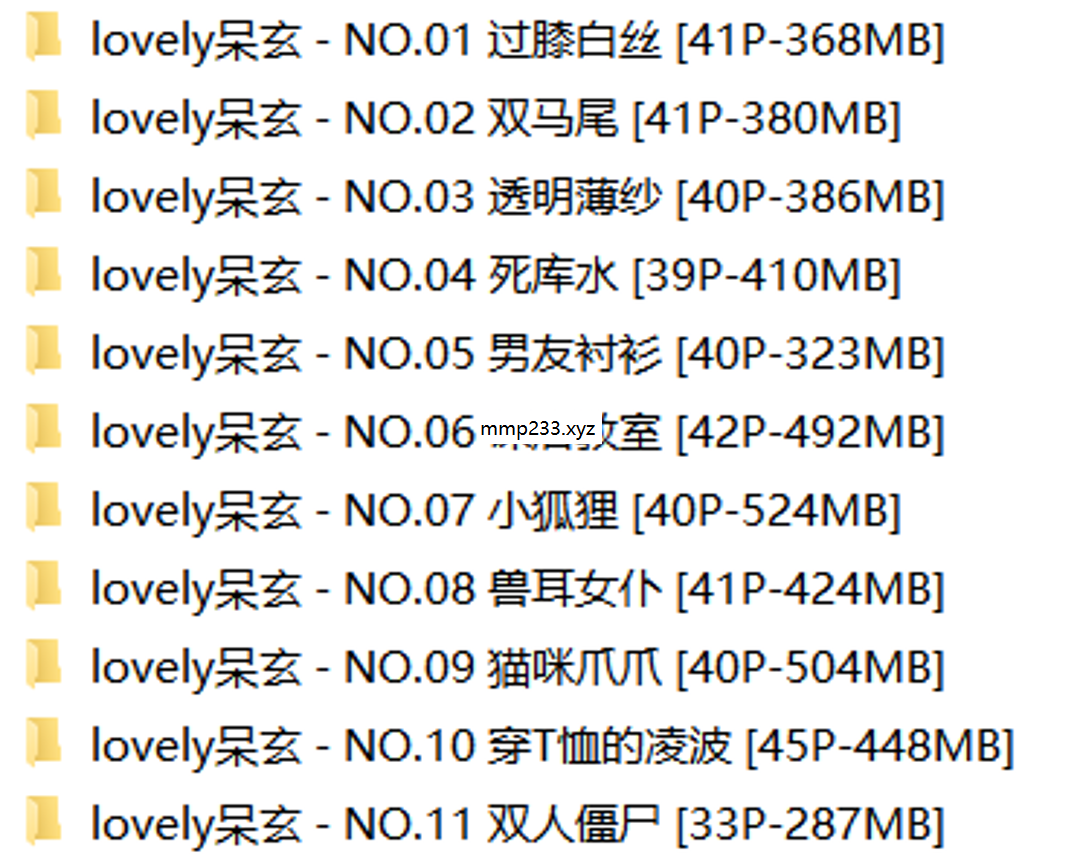 lovely呆玄 - NO.01 过膝白丝 [41P-368MB]
lovely呆玄 - NO.02 双马尾 [41P-380MB]
lovely呆玄 - NO.03 透明薄纱 [40P-386MB]
lovely呆玄 - NO.04 死库水 [39P-410MB]
lovely呆玄 - NO.05 男友衬衫 [40P-323MB]
lovely呆玄 - NO.06 mmp233.xyz 教室 [42P-492MB]
lovely呆玄 - NO.07 小狐狸 [40P-524MB]
lovely呆玄 - NO.08 兽耳女仆 [41P-424MB]
lovely呆玄 - NO.09 猫咪爪爪 [40P-504MB]
lovely呆玄 - NO.10 穿T恤的凌波 [45P-448MB]
lovely呆玄 - NO.11 双人僵尸 [33P-287MB]